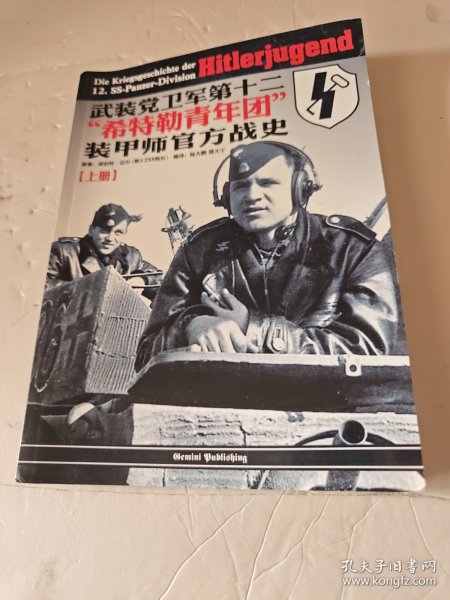 Die Kriegsgeschichte der
12. SS-Panzer-Division
Hitlerjugend
武装党卫军第十二
“希特勒青年团”
装甲师官方战史
【上册】
Gemini Publishing
孔夫子旧书网
www.kongfz.com